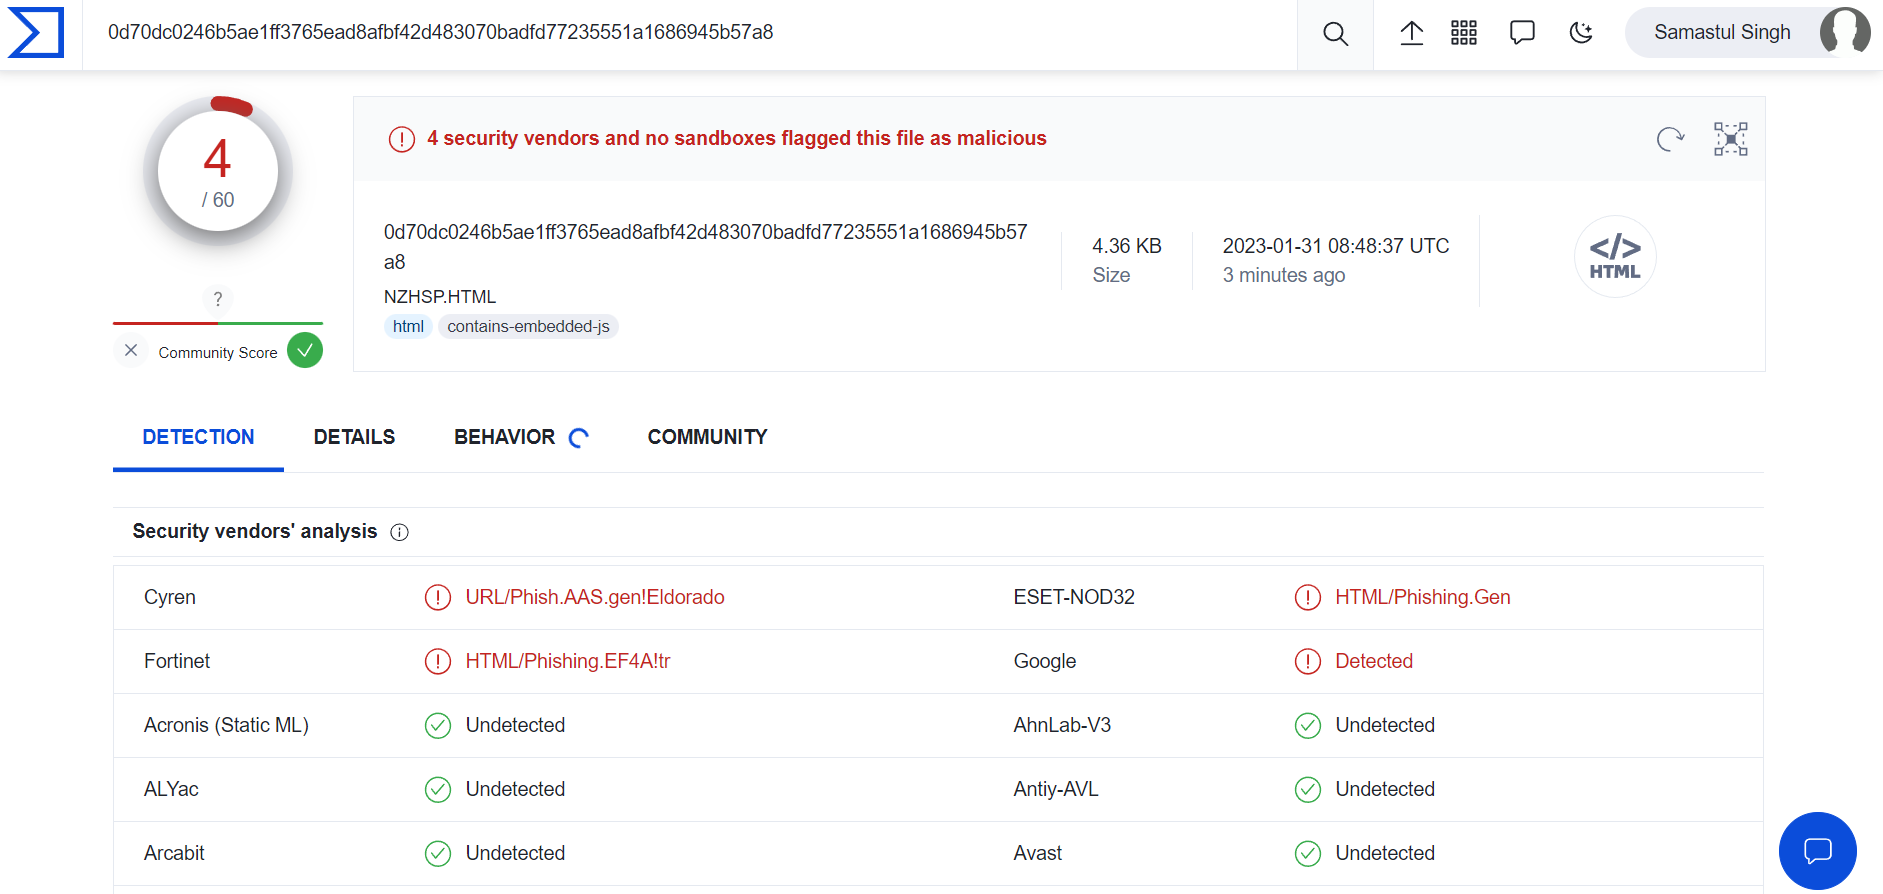 0d70dc0246b5ae1ff3765ead8afbf42d483070badfd77235551a1686945b57a8
Samastul Singh
4
/ 60
?
Community Score
4 security vendors and no sandboxes flagged this file as malicious
0d70dc0246b5ae1ff3765ead8afbf42d483070badfd77235551a1686945b57
a8
NZHSP.HTML
html contains-embedded-js
4.36 KB
Size
2023-01-31 08:48:37 UTC
3 minutes ago
</>
HTML
DETECTION DETAILS BEHAVIOR COMMUNITY
Security vendors' analysis
Cyren URL/Phish.AAS.gen!Eldorado ESET-NOD32 HTML/Phishing.Gen
Fortinet HTML/Phishing.EF4A!tr Google Detected
Acronis (Static ML) Undetected AhnLab-V3 Undetected
ALYac Undetected Antiy-AVL Undetected
Arcabit Undetected Avast Undetected